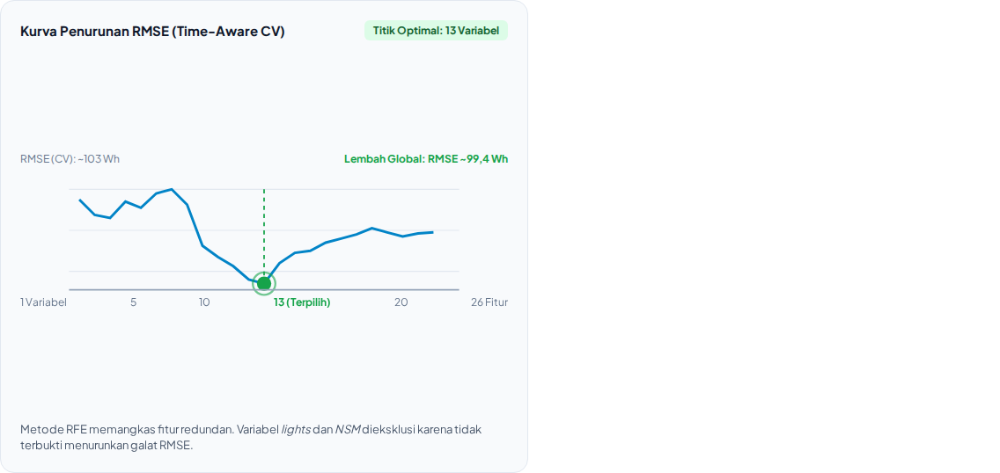 Kurva Penurunan RMSE (Time-Aware CV)
Titik Optimal: 13 Variabel
RMSE (CV): ~103 Wh
Lembah Global: RMSE ~99,4 Wh
1 Variabel
5
10
13 (Terpilih)
20
26 Fitur
Metode RFE memangkas fitur redundan. Variabel lights dan NSM dieksklusi karena tidak
terbukti menurunkan galat RMSE.